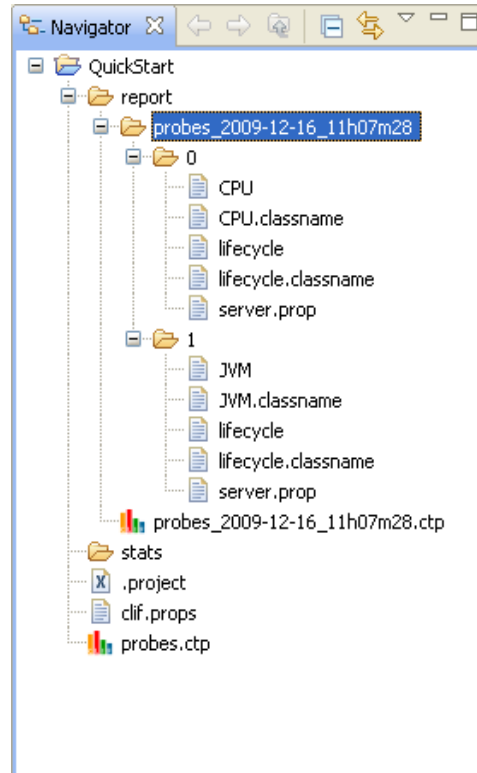 Navigator
QuickStart
report
probes_2009-12-16_11h07m28
0
CPU
CPU.classname
lifecycle
lifecycle.classname
server.prop
1
JVM
JVM.classname
lifecycle
lifecycle.classname
server.prop
probes_2009-12-16_11h07m28.ctp
stats
.project
clif.props
probes.ctp